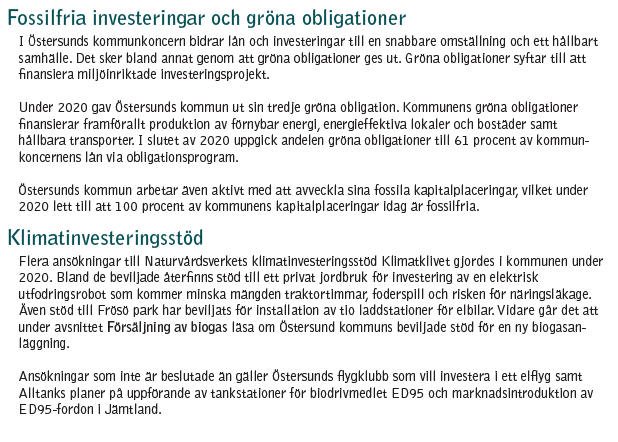 Fossilfria investeringar och gröna obligationer
I Östersunds kommunkoncern bidrar lån och investeringar till en snabbare omställning och ett hållbart
samhälle. Det sker bland annat genom att gröna obligationer ges ut. Gröna obligationer syftar till att
finansiera miljöinriktade investeringsprojekt.
Under 2020 gav Östersunds kommun ut sin tredje gröna obligation. Kommunens gröna obligationer
finansierar framförallt produktion av förnybar energi, energieffektiva lokaler och bostäder samt
hållbara transporter. I slutet av 2020 uppgick andelen gröna obligationer till 61 procent av kommun-
koncernens lån via obligationsprogram.
Östersunds kommun arbetar även aktivt med att avveckla sina fossila kapitalplaceringar, vilket under
2020 lett till att 100 procent av kommunens kapitalplaceringar idag är fossilfria.
Klimatinvesteringsstöd
Flera ansökningar till Naturvårdsverkets klimatinvesteringsstöd Klimatklivet gjordes i kommunen under
2020. Bland de beviljade återfinns stöd till ett privat jordbruk för investering av en elektrisk
utfodringsrobot som kommer minska mängden traktortimmar, foderspill och risken för näringsläkage.
Även stöd till Frösö park har beviljats för installation av tio laddstationer för elbilar. Vidare går det att
under avsnittet Försäljning av biogas läsa om Östersund kommuns beviljade stöd för en ny biogasan-
läggning.
Ansökningar som inte är beslutade än gäller Östersunds flygklubb som vill investera i ett elflyg samt
Alltanks planer på uppförande av tankstationer för biodrivmedlet ED95 och marknadsintroduktion av
ED95-fordon i Jämtland.